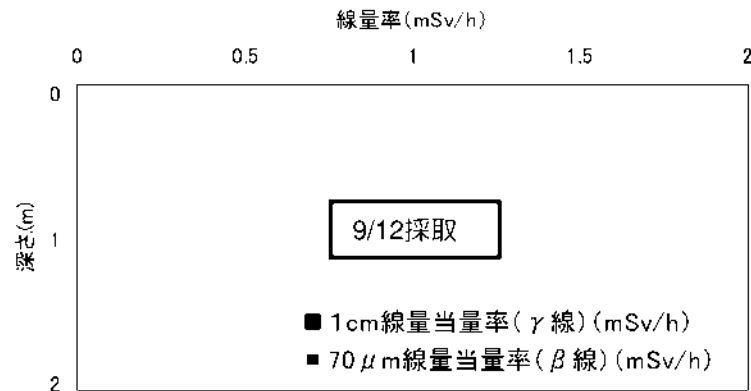 線量率(mSv/h)
0 0.5 1 1.5 2
0
深さ(m)
1
9/12採取
■1cm線量当量率(γ線)(mSv/h)
■70μm線量当量率(β線)(mSv/h)
2